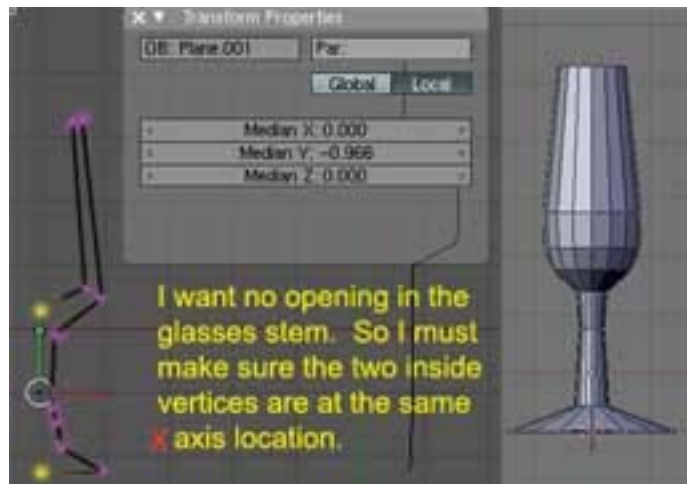 Transform Properties
OB: Plane.001
Par:
Global
Local
Median X: 0.000
Median Y: -0.966
Median Z: 0.000
I want no opening in the
glasses stem. So I must
make sure the two inside
vertices are at the same
X axis location.